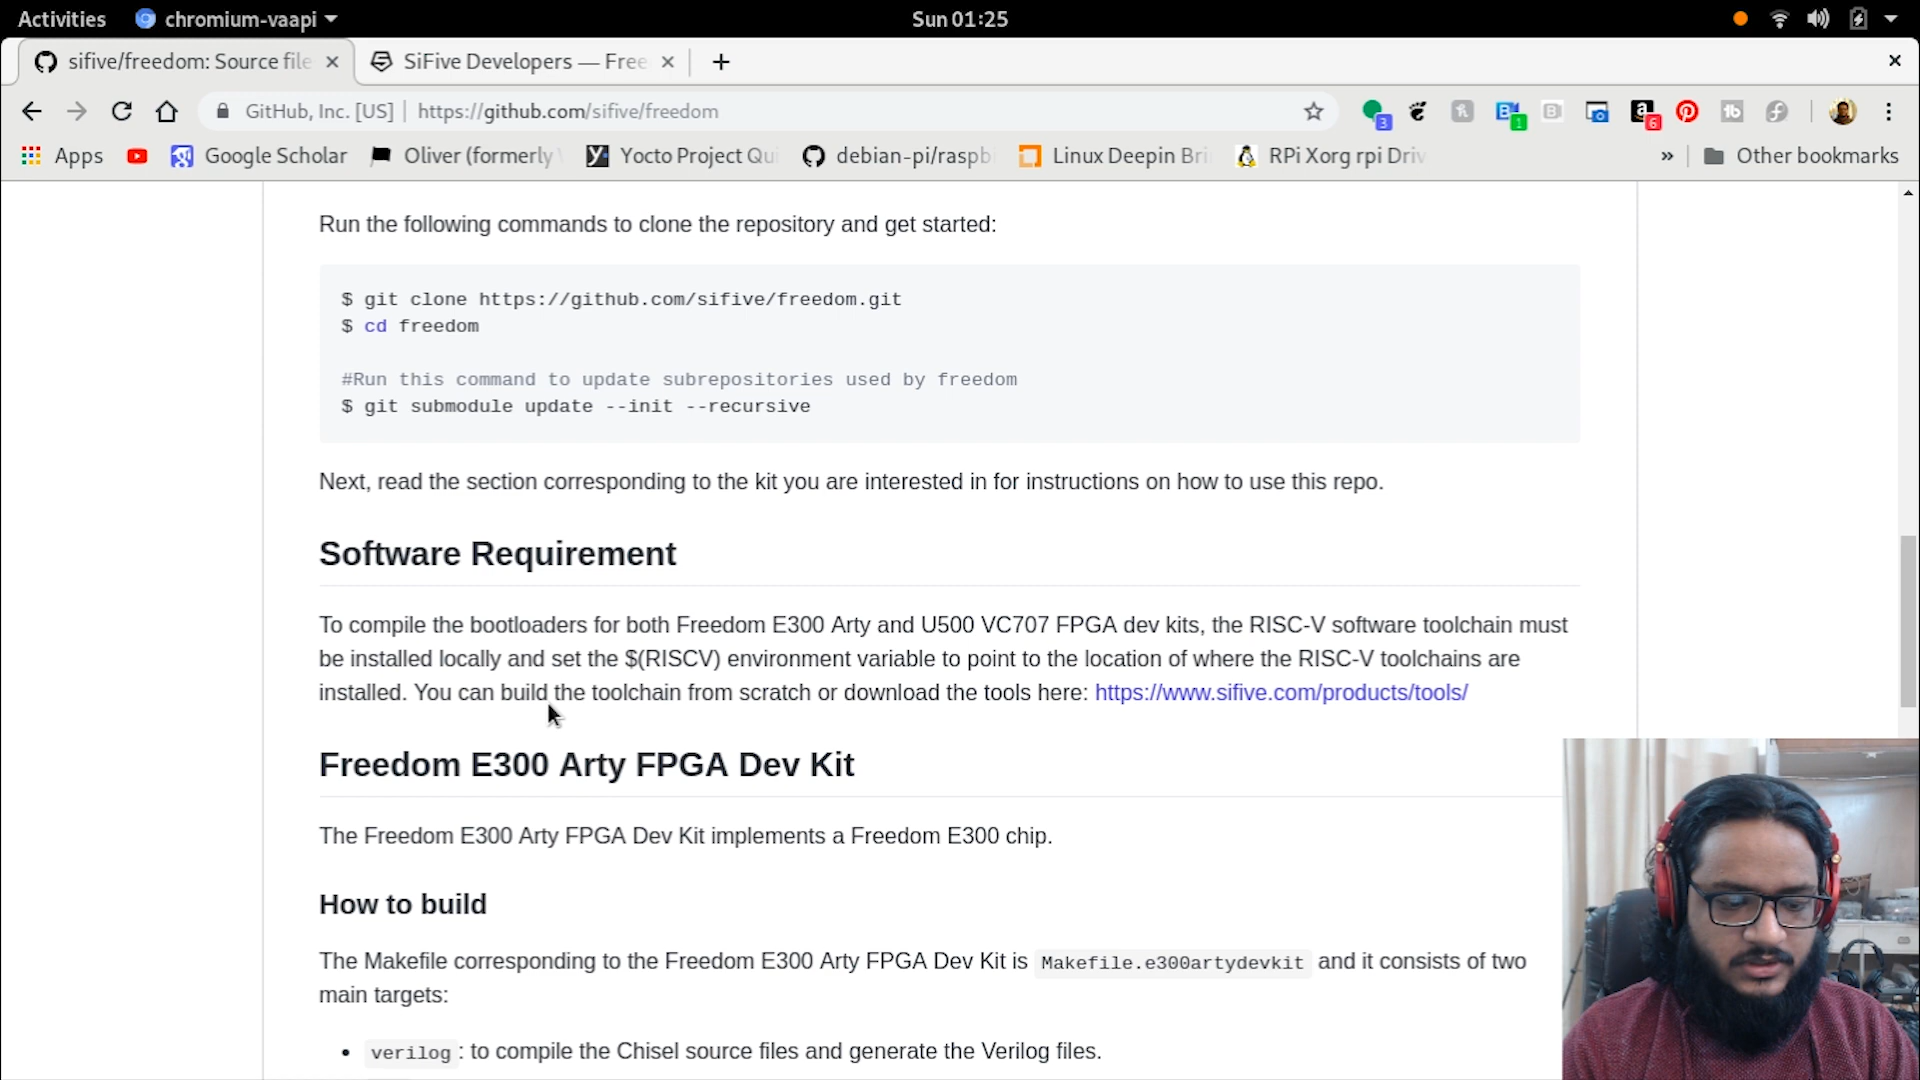 Activities chromium-vaapi Sun 01:25
sifive/freedom: Source file SiFive Developers — Free
GitHub, Inc. [US] https://github.com/sifive/freedom 3 1 6
Apps Google Scholar Oliver (formerly Yocto Project Qui debian-pi/raspb Linux Deepin Bri RPi Xorg rpi Driv » Other bookmarks
Run the following commands to clone the repository and get started:
$ git clone https://github.com/sifive/freedom.git
$ cd freedom
#Run this command to update subrepositories used by freedom
$ git submodule update --init --recursive
Next, read the section corresponding to the kit you are interested in for instructions on how to use this repo.
Software Requirement
To compile the bootloaders for both Freedom E300 Arty and U500 VC707 FPGA dev kits, the RISC-V software toolchain must
be installed locally and set the $(RISCV) environment variable to point to the location of where the RISC-V toolchains are
installed. You can build the toolchain from scratch or download the tools here: https://www.sifive.com/products/tools/
Freedom E300 Arty FPGA Dev Kit
The Freedom E300 Arty FPGA Dev Kit implements a Freedom E300 chip.
How to build
The Makefile corresponding to the Freedom E300 Arty FPGA Dev Kit is Makefile.e300artydevkit and it consists of two
main targets:
• verilog: to compile the Chisel source files and generate the Verilog files.